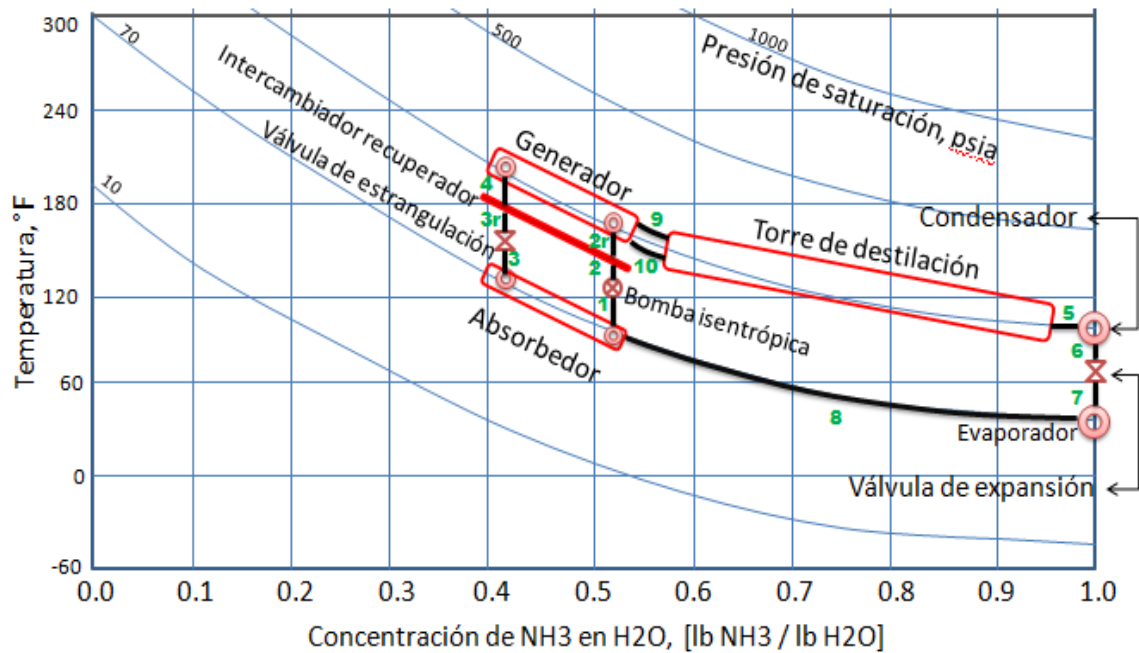 300
240
180
120
60
0
-60
Temperatura, °F
70
500
1000
10
Presión de saturación, psia
Intercambiador recuperador
Válvula de estrangulación
Generador
Condensador
Torre de destilación
Bomba isentrópica
Absorbedor
Evaporador
Válvula de expansión
4
3r
3
2r
2
1
9
10
5
6
7
8
0.0 0.1 0.2 0.3 0.4 0.5 0.6 0.7 0.8 0.9 1.0
Concentración de NH3 en H2O, [lb NH3 / lb H2O]